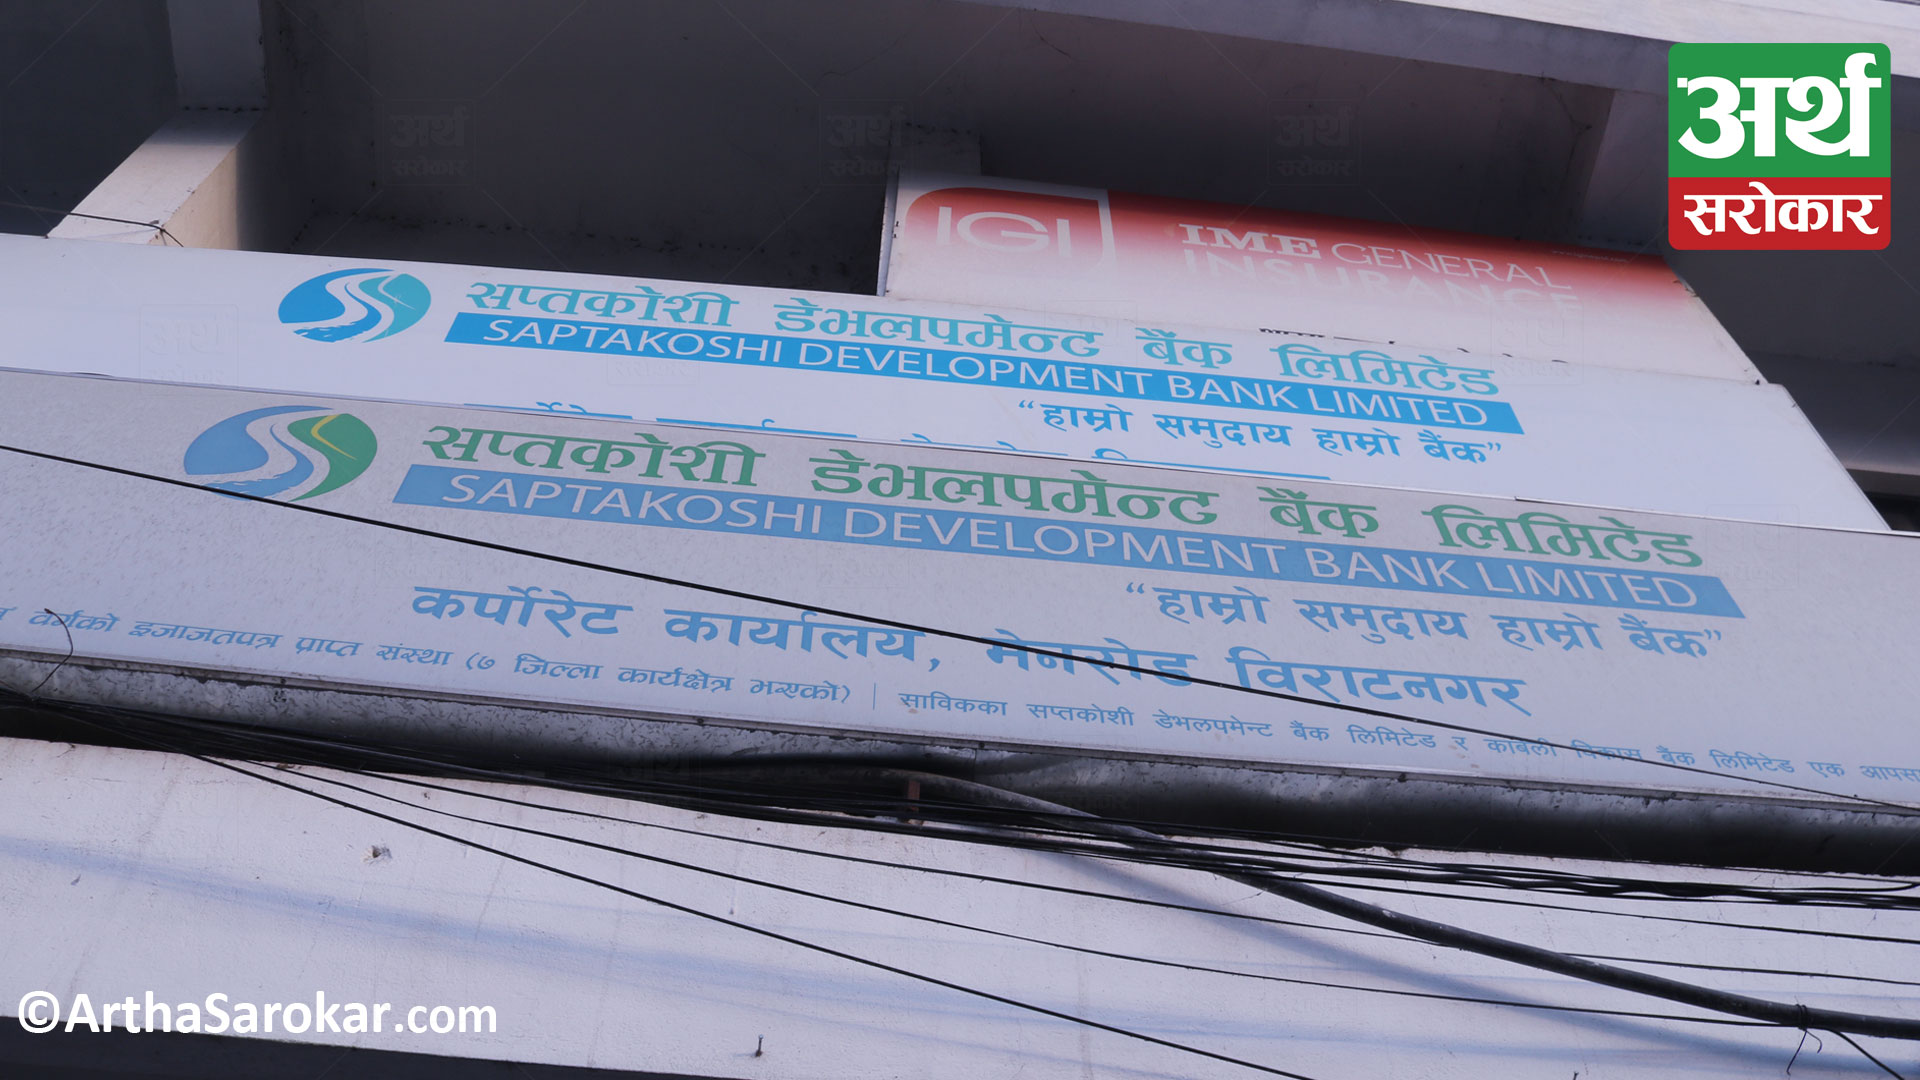 अर्थ
सरोकार
IGI
IME GENERAL
INSURANCE
सप्तकोशी डेभलपमेन्ट बैंक लिमिटेड
SAPTAKOSHI DEVELOPMENT BANK LIMITED
“हाम्रो समुदाय हाम्रो बैंक”
सप्तकोशी डेभलपमेन्ट बैंक लिमिटेड
SAPTAKOSHI DEVELOPMENT BANK LIMITED
“हाम्रो समुदाय हाम्रो बैंक”
कर्पोरेट कार्यालय, मेनरोड विराटनगर
वर्गको इजाजतपत्र प्राप्त संस्था (७ जिल्ला कार्यक्षेत्र भएको) | साविकका सप्तकोशी डेभलपमेन्ट बैंक लिमिटेड र काबेली विकास बैंक लिमिटेड एक आपस
©ArthaSarokar.com